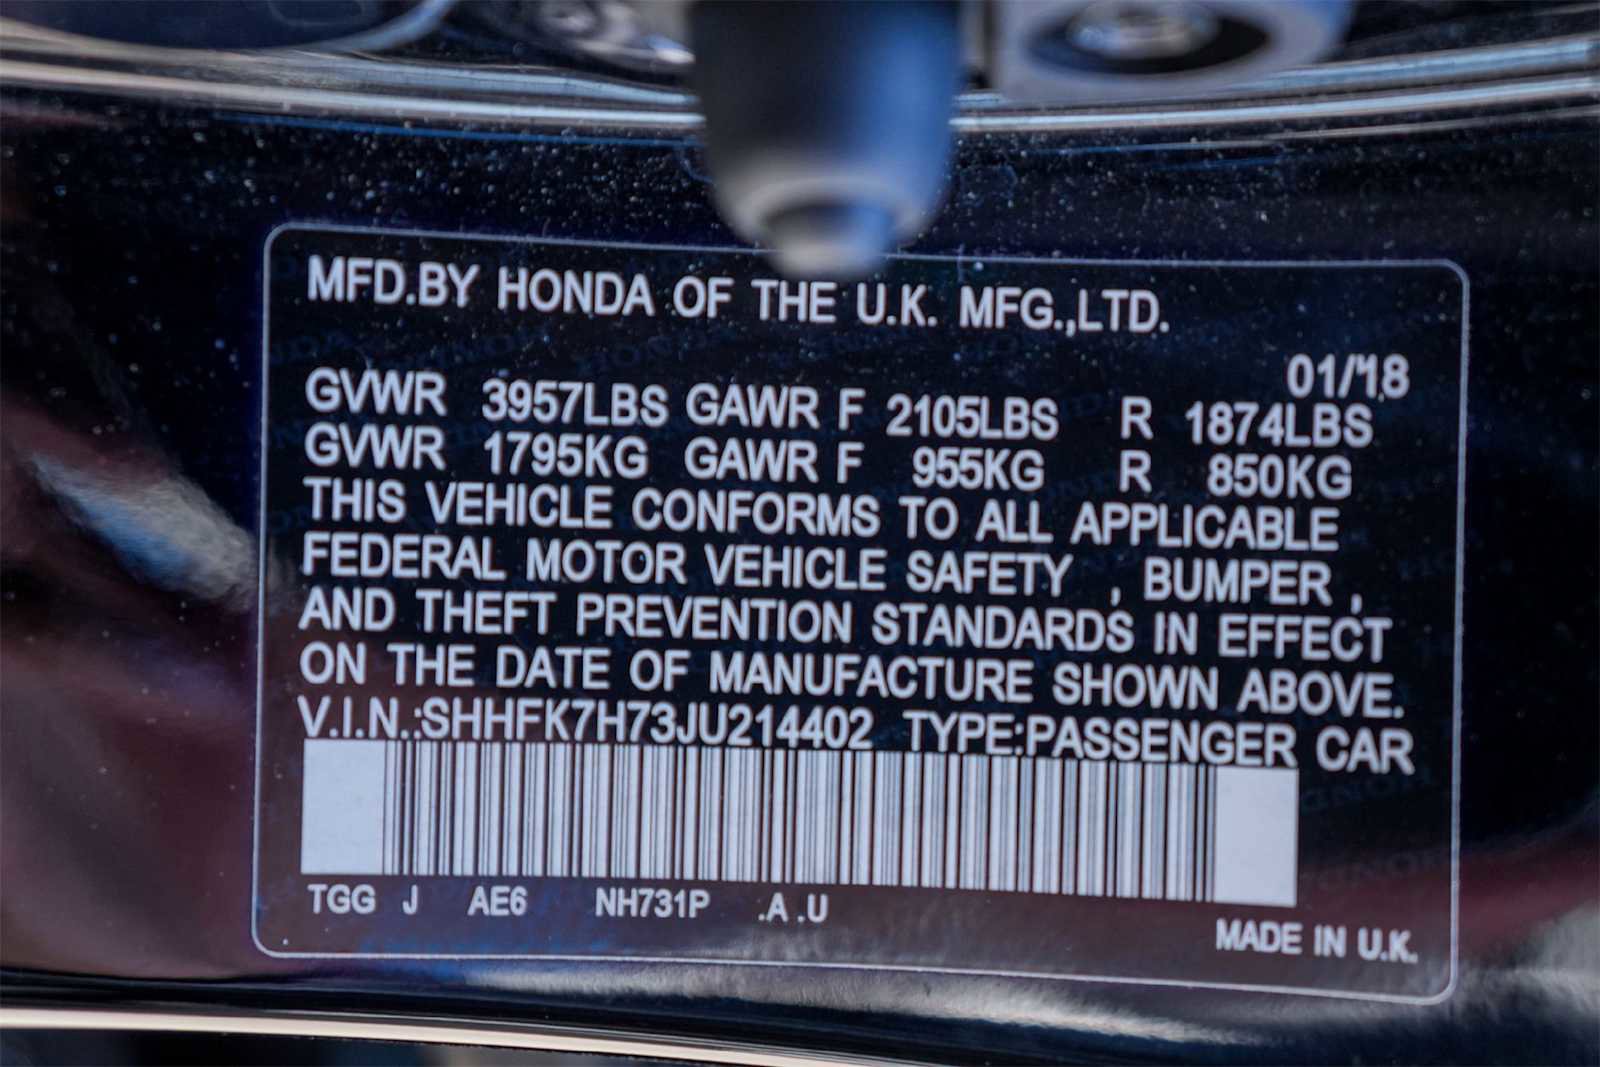 MFD.BY HONDA OF THE U.K. MFG.,LTD.
01/'18
GVWR 3957LBS GAWR F 2105LBS R 1874LBS
GVWR 1795KG GAWR F 955KG R 850KG
THIS VEHICLE CONFORMS TO ALL APPLICABLE
FEDERAL MOTOR VEHICLE SAFETY , BUMPER ,
AND THEFT PREVENTION STANDARDS IN EFFECT
ON THE DATE OF MANUFACTURE SHOWN ABOVE.
V.I.N.:SHHFK7H73JU214402 TYPE:PASSENGER CAR
TGG J AE6 NH731P .A .U
MADE IN U.K.